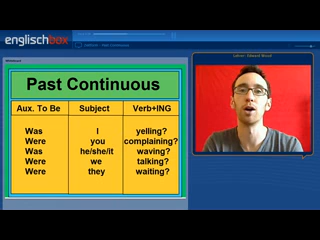 englischbox
Past Continuous
Aux. To Be Subject Verb+ING
Was I yelling?
Were you complaining?
Was he/she/it waving?
Were we talking?
Were they waiting?